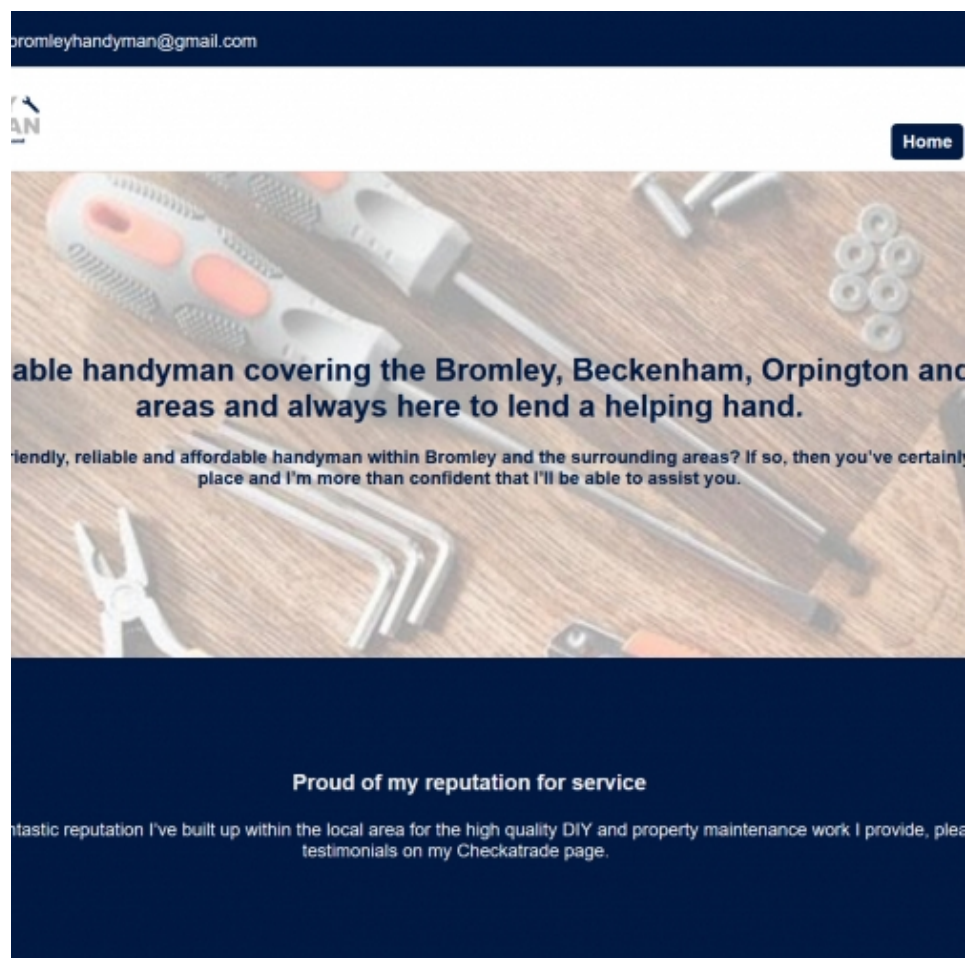 bromleyhandyman@gmail.com
AN
Home
able handyman covering the Bromley, Beckenham, Orpington and
areas and always here to lend a helping hand.
riendly, reliable and affordable handyman within Bromley and the surrounding areas? If so, then you've certainly
place and I'm more than confident that I'll be able to assist you.
Proud of my reputation for service
ntastic reputation I've built up within the local area for the high quality DIY and property maintenance work I provide, plea
testimonials on my Checkatrade page.